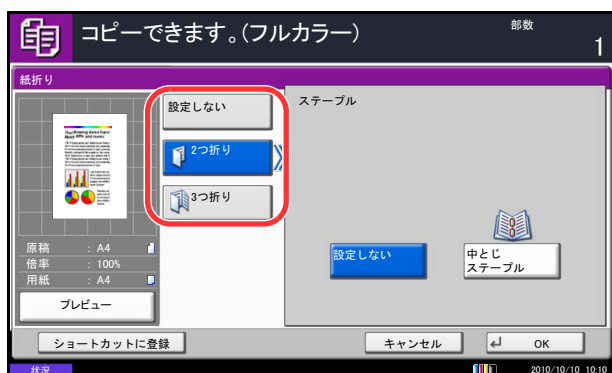 コピーできます。(フルカラー)
部数
1
紙折り
設定しない
2つ折り
3つ折り
ステープル
設定しない
中とじ
ステープル
原稿 : A4
倍率 : 100%
用紙 : A4
プレビュー
ショートカットに登録
キャンセル
OK
状況
2010/10/10 10:10